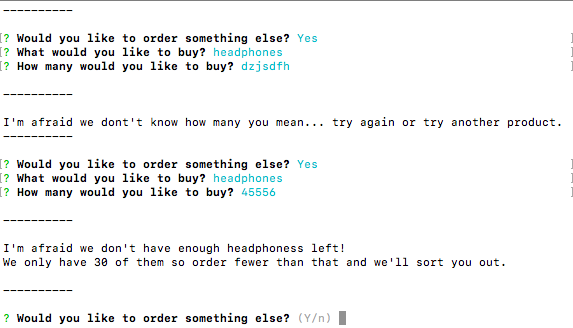 ----------
? Would you like to order something else? Yes
? What would you like to buy? headphones
? How many would you like to buy? dzjsdfh
----------
I'm afraid we dont't know how many you mean... try again or try another product.
----------
? Would you like to order something else? Yes
? What would you like to buy? headphones
? How many would you like to buy? 45556
----------
I'm afraid we don't have enough headphoness left!
We only have 30 of them so order fewer than that and we'll sort you out.
----------
? Would you like to order something else? (Y/n)